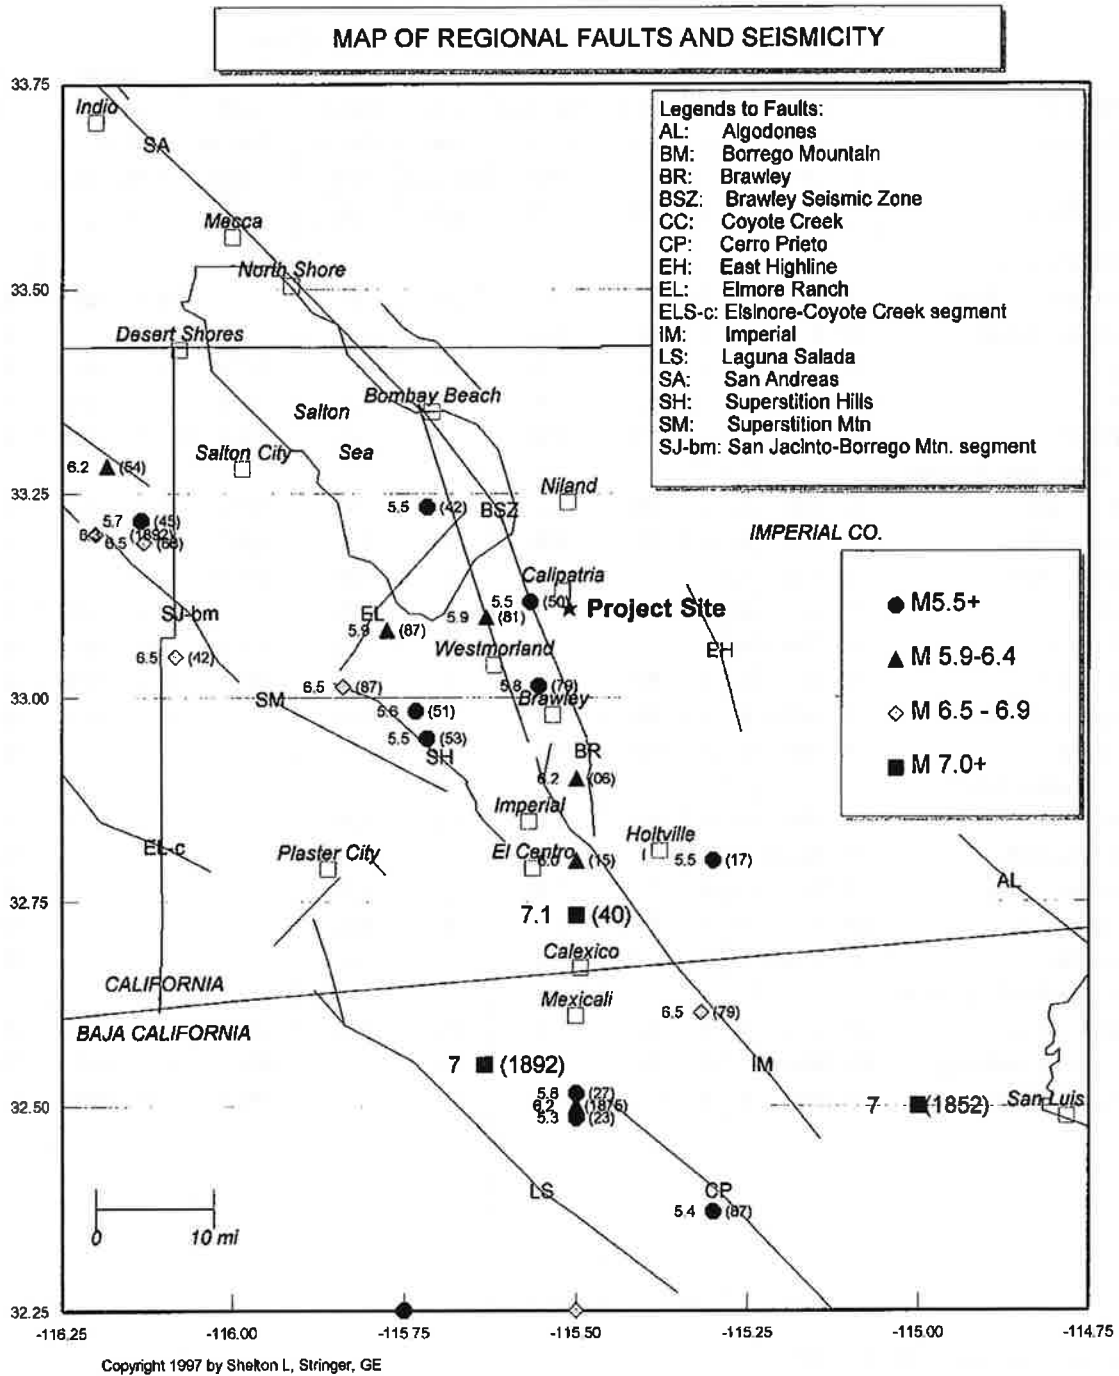 MAP OF REGIONAL FAULTS AND SEISMICITY
33.75
Indio
SA
Legends to Faults:
AL: Algodones
BM: Borrego Mountain
BR: Brawley
BSZ: Brawley Seismic Zone
CC: Coyote Creek
CP: Cerro Prieto
EH: East Highline
EL: Elmore Ranch
ELS-c: Elsinore-Coyote Creek segment
IM: Imperial
LS: Laguna Salada
SA: San Andreas
SH: Superstition Hills
SM: Superstition Mtn
SJ-bm: San Jacinto-Borrego Mtn. segment
Mecca
North Shore
33.50
Desert Shores
Bombay Beach
Salton
Sea
Salton City
6.2 (54)
33.25
Niland
5.5 (42)
BSZ
5.7 (45)
(1892)
6.5 (68)
IMPERIAL CO.
Calipatria
5.5 (50)
Project Site
M5.5+
M 5.9-6.4
M 6.5 - 6.9
M 7.0+
SJ-bm
EL
5.9 (87)
5.9 (81)
Westmorland
EH
6.5 (42)
6.5 (87)
5.8 (79)
33.00
SM
Brawley
5.6 (51)
5.5 (53)
SH
BR
6.2 (06)
Imperial
EL-c
Plaster City
El Centro
6.0 (15)
Holtville
5.5 (17)
AL
32.75
7.1 (40)
Calexico
CALIFORNIA
BAJA CALIFORNIA
Mexicali
6.5 (79)
7 (1892)
IM
5.8 (27)
6.2 (1875)
5.3 (23)
32.50
7 (1852)
San Luis
LS
CP
5.4 (87)
0 10 mi
32.25
-116.25 -116.00 -115.75 -115.50 -115.25 -115.00 -114.75
Copyright 1997 by Shelton L, Stringer, GE